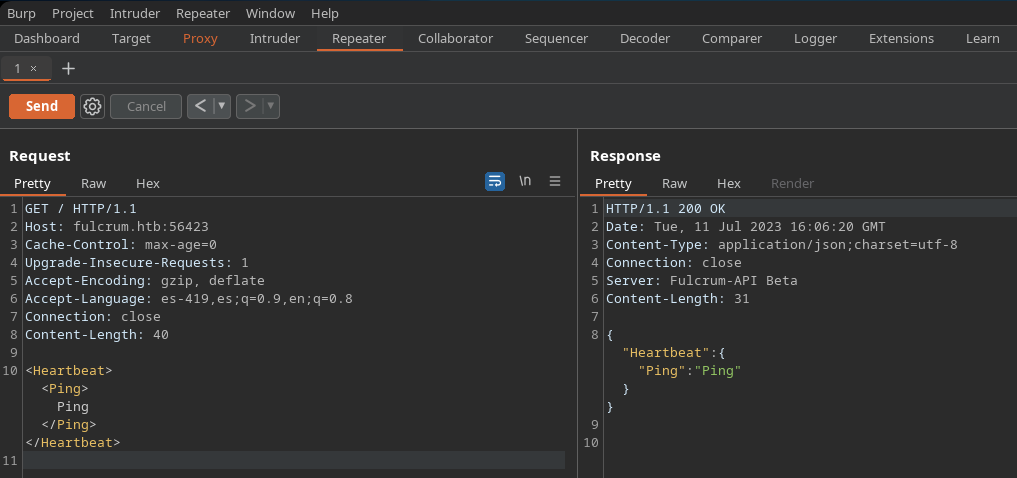 Burp Project Intruder Repeater Window Help
Dashboard Target Proxy Intruder Repeater Collaborator Sequencer Decoder Comparer Logger Extensions Learn
1 × +
Send Cancel < >
Request
Pretty Raw Hex \n
1 GET / HTTP/1.1
2 Host: fulcrum.htb:56423
3 Cache-Control: max-age=0
4 Upgrade-Insecure-Requests: 1
5 Accept-Encoding: gzip, deflate
6 Accept-Language: es-419,es;q=0.9,en;q=0.8
7 Connection: close
8 Content-Length: 40
9
10 <Heartbeat>
<Ping>
Ping
</Ping>
</Heartbeat>
11
Response
Pretty Raw Hex Render
1 HTTP/1.1 200 OK
2 Date: Tue, 11 Jul 2023 16:06:20 GMT
3 Content-Type: application/json;charset=utf-8
4 Connection: close
5 Server: Fulcrum-API Beta
6 Content-Length: 31
7
8 {
"Heartbeat":{
"Ping":"Ping"
}
}
9
10